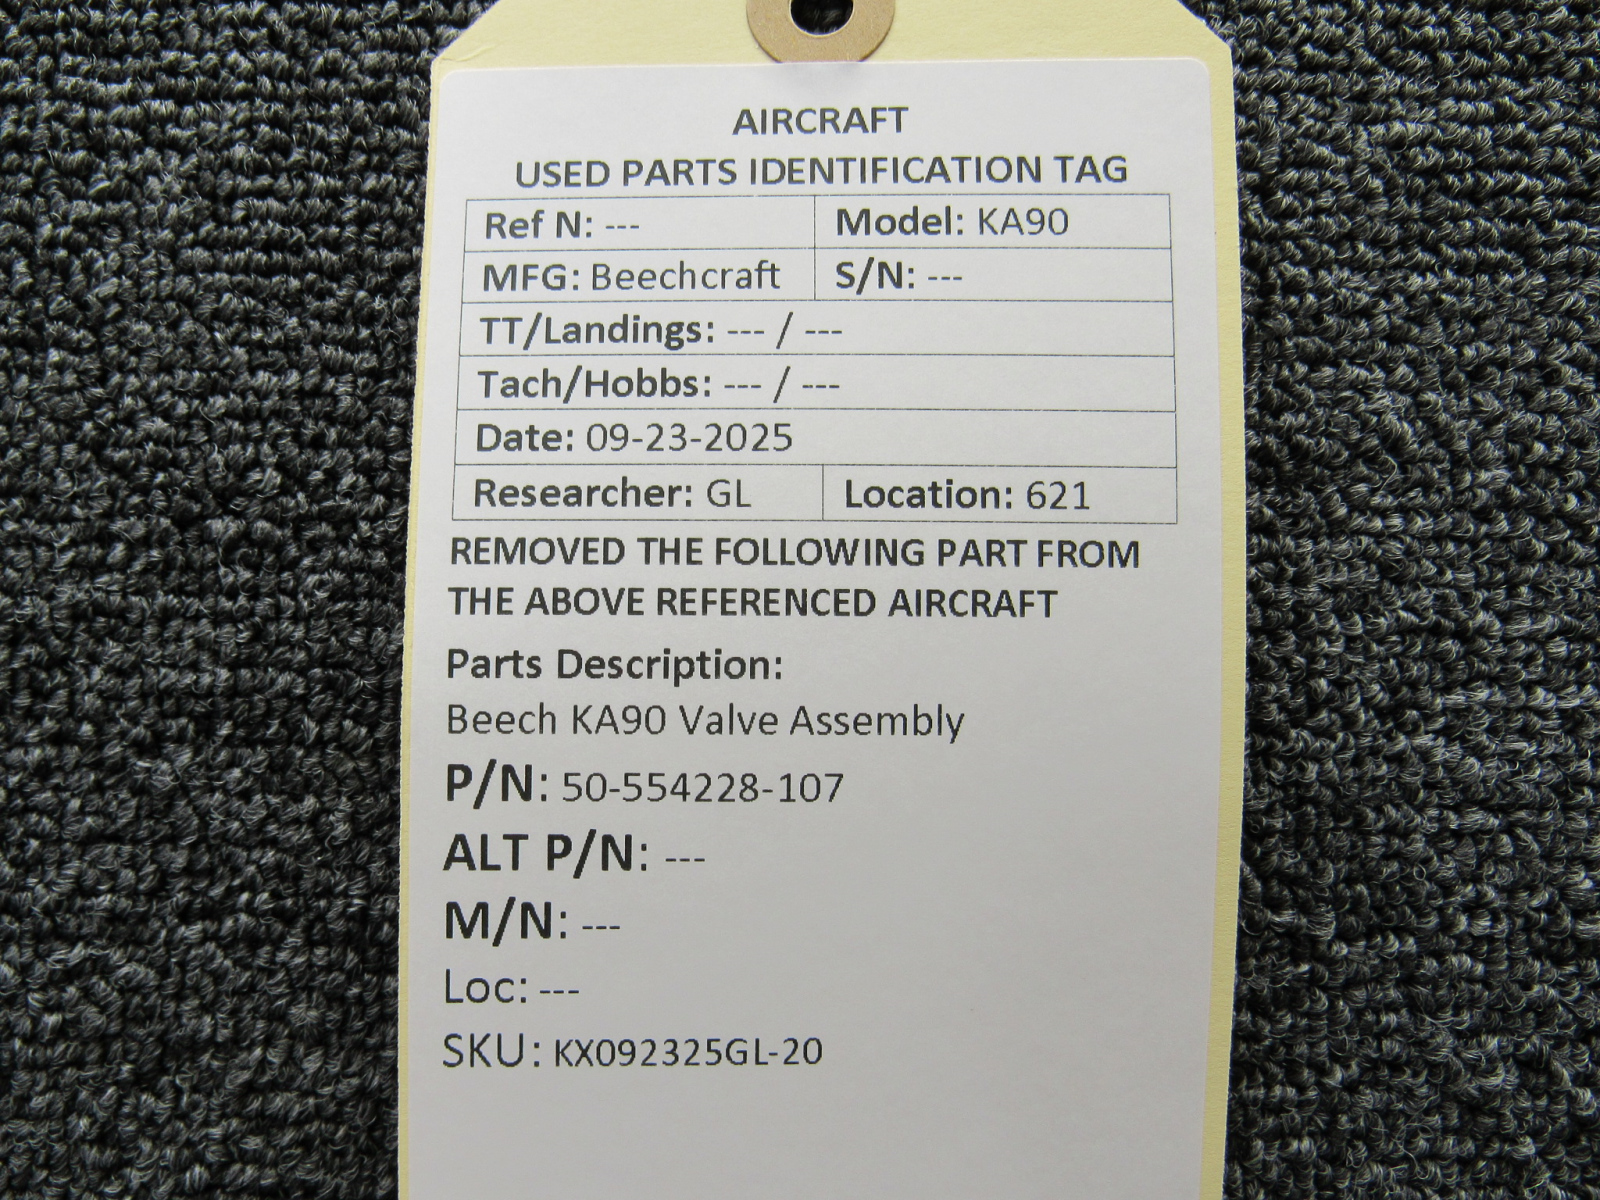 AIRCRAFT
USED PARTS IDENTIFICATION TAG
Ref N: --- Model: KA90
MFG: Beechcraft S/N: ---
TT/Landings: --- / ---
Tach/Hobbs: --- / ---
Date: 09-23-2025
Researcher: GL Location: 621
REMOVED THE FOLLOWING PART FROM
THE ABOVE REFERENCED AIRCRAFT
Parts Description:
Beech KA90 Valve Assembly
P/N: 50-554228-107
ALT P/N: ---
M/N: ---
Loc: ---
SKU: KX092325GL-20